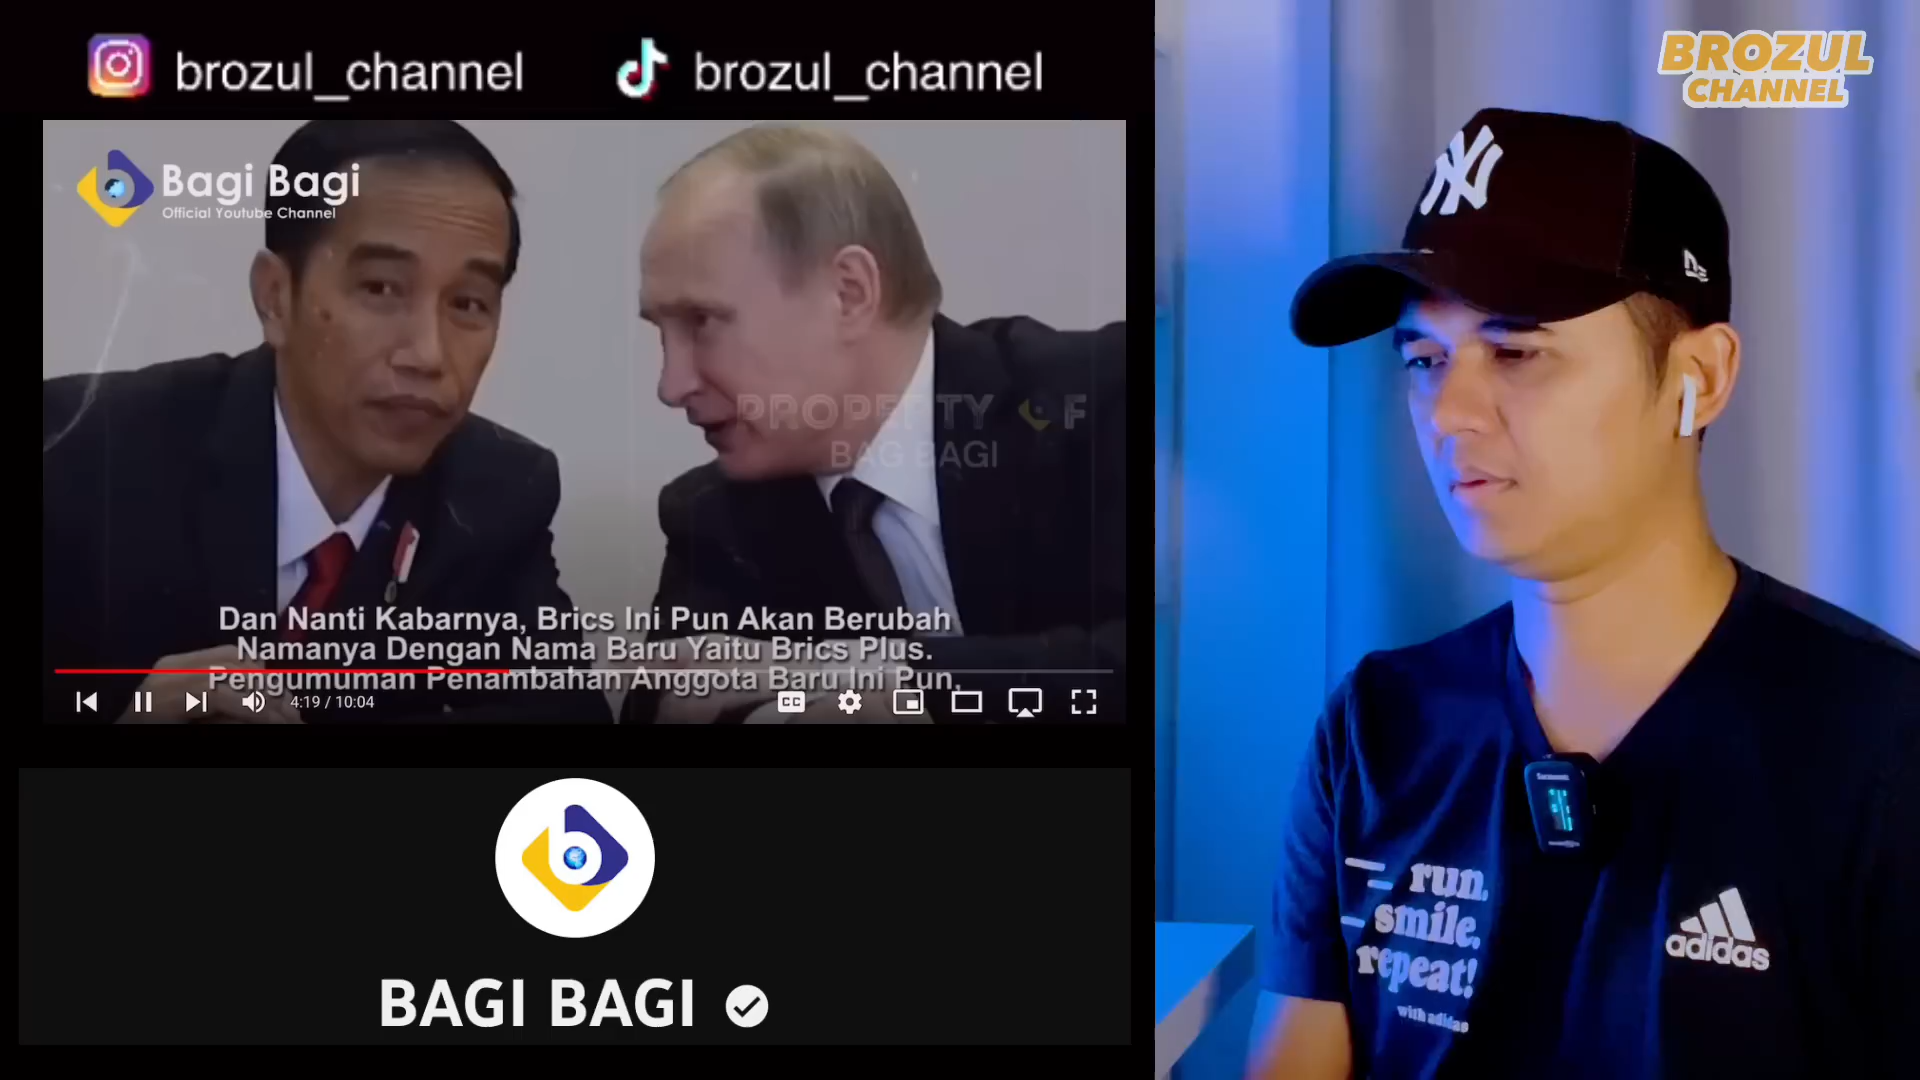 brozul_channel
brozul_channel
BROZUL
CHANNEL
Bagi Bagi
Official Youtube Channel
PROPERTY OF
BAGI BAGI
Dan Nanti Kabarnya, Brics Ini Pun Akan Berubah
Namanya Dengan Nama Baru Yaitu Brics Plus.
Pengumuman Penambahan Anggota Baru Ini Pun,
4:19 / 10:04
CC
BAGI BAGI
NY
run.
smile.
repeat!
with adidas
adidas